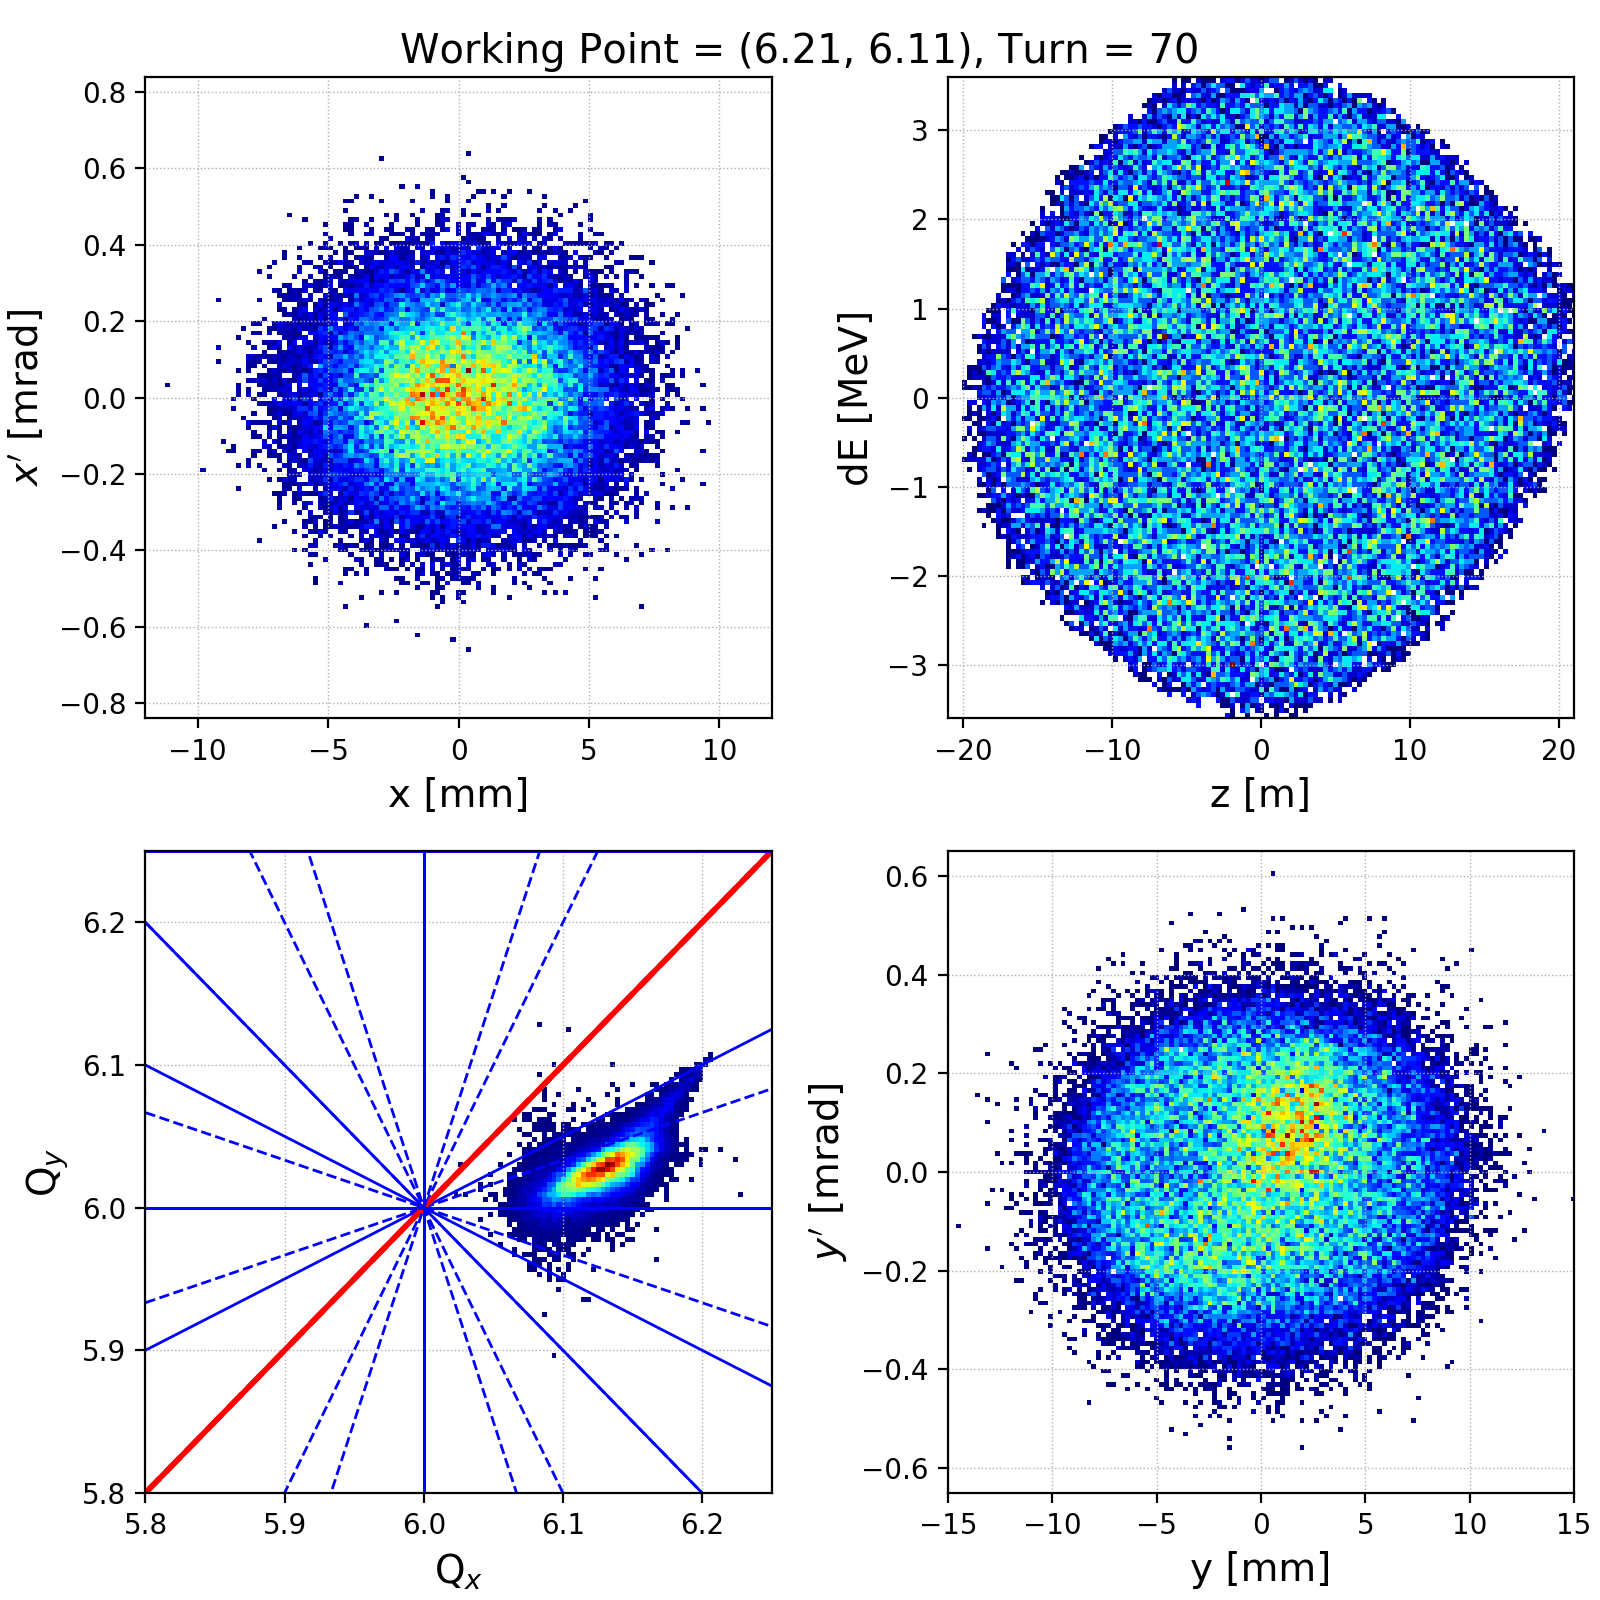 Working Point = (6.21, 6.11), Turn = 70
0.8
0.6
0.4
0.2
0.0
−0.2
−0.4
−0.6
−0.8
x′ [mrad]
−10 −5 0 5 10
x [mm]
3
2
1
0
−1
−2
−3
dE [MeV]
−20 −10 0 10 20
z [m]
6.2
6.1
6.0
5.9
5.8
Qy
5.8 5.9 6.0 6.1 6.2
Qx
0.6
0.4
0.2
0.0
−0.2
−0.4
−0.6
y′ [mrad]
−15 −10 −5 0 5 10 15
y [mm]